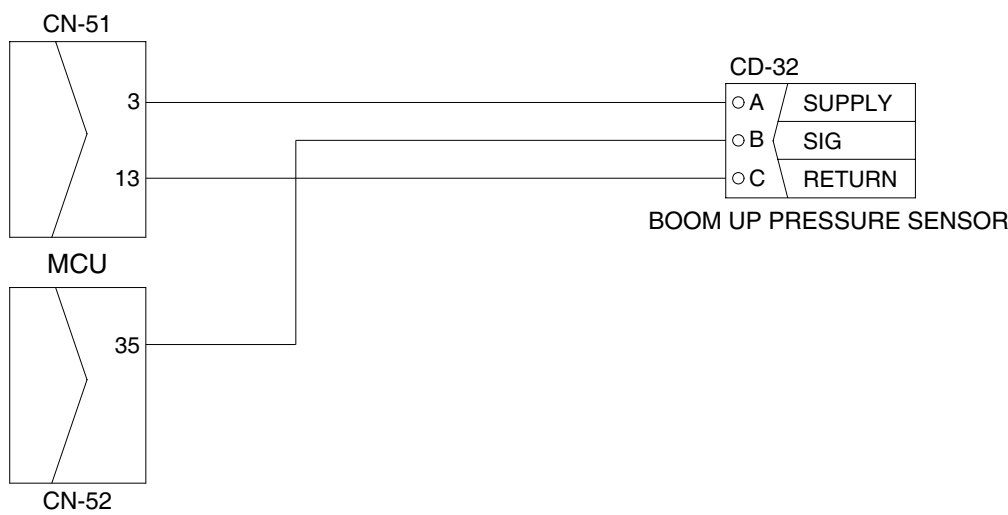 CN-51
3
13
MCU
35
CN-52
CD-32
A SUPPLY
B SIG
C RETURN
BOOM UP PRESSURE SENSOR